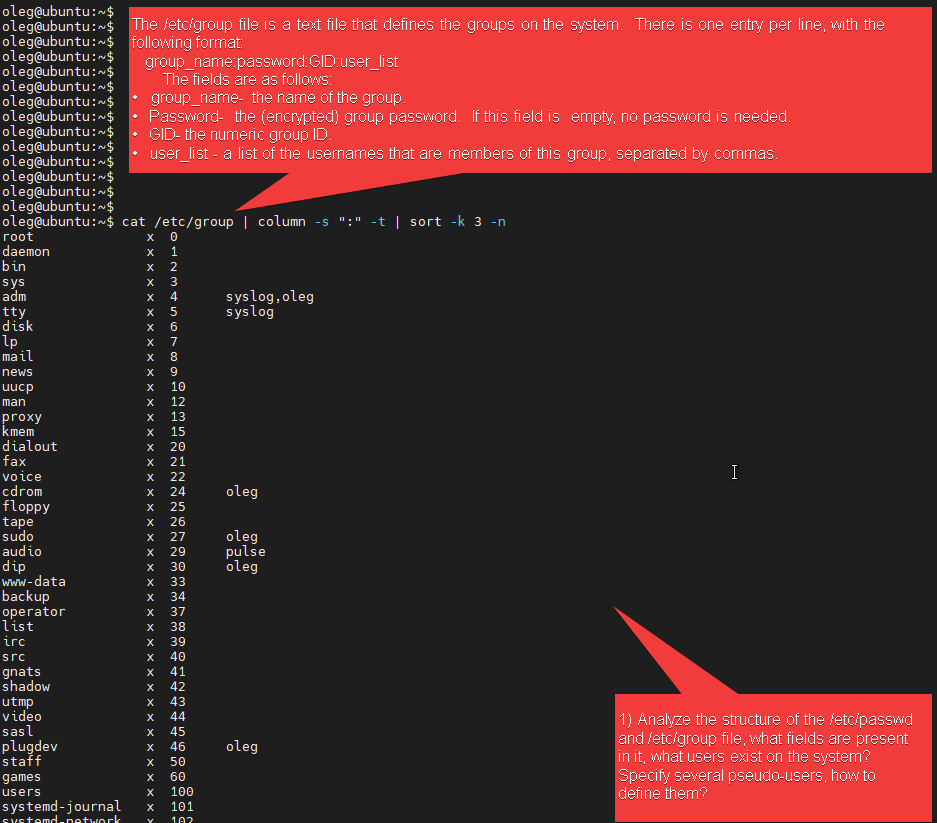 oleg@ubuntu:~$
oleg@ubuntu:~$
oleg@ubuntu:~$
oleg@ubuntu:~$
oleg@ubuntu:~$
oleg@ubuntu:~$
oleg@ubuntu:~$
oleg@ubuntu:~$
oleg@ubuntu:~$
oleg@ubuntu:~$
oleg@ubuntu:~$
oleg@ubuntu:~$
oleg@ubuntu:~$
oleg@ubuntu:~$
The /etc/group file is a text file that defines the groups on the system. There is one entry per line, with the
following format:
group_name:password:GID:user_list
The fields are as follows:
• group_name- the name of the group.
• Password- the (encrypted) group password. If this field is empty, no password is needed.
• GID- the numeric group ID.
• user_list - a list of the usernames that are members of this group, separated by commas.
oleg@ubuntu:~$ cat /etc/group | column -s ":" -t | sort -k 3 -n
root x 0
daemon x 1
bin x 2
sys x 3
adm x 4 syslog,oleg
tty x 5 syslog
disk x 6
lp x 7
mail x 8
news x 9
uucp x 10
man x 12
proxy x 13
kmem x 15
dialout x 20
fax x 21
voice x 22
cdrom x 24 oleg
floppy x 25
tape x 26
sudo x 27 oleg
audio x 29 pulse
dip x 30 oleg
www-data x 33
backup x 34
operator x 37
list x 38
irc x 39
src x 40
gnats x 41
shadow x 42
utmp x 43
video x 44
sasl x 45
plugdev x 46 oleg
staff x 50
games x 60
users x 100
systemd-journal x 101
systemd-network x 102
1) Analyze the structure of the /etc/passwd
and /etc/group file, what fields are present
in it, what users exist on the system?
Specify several pseudo-users, how to
define them?